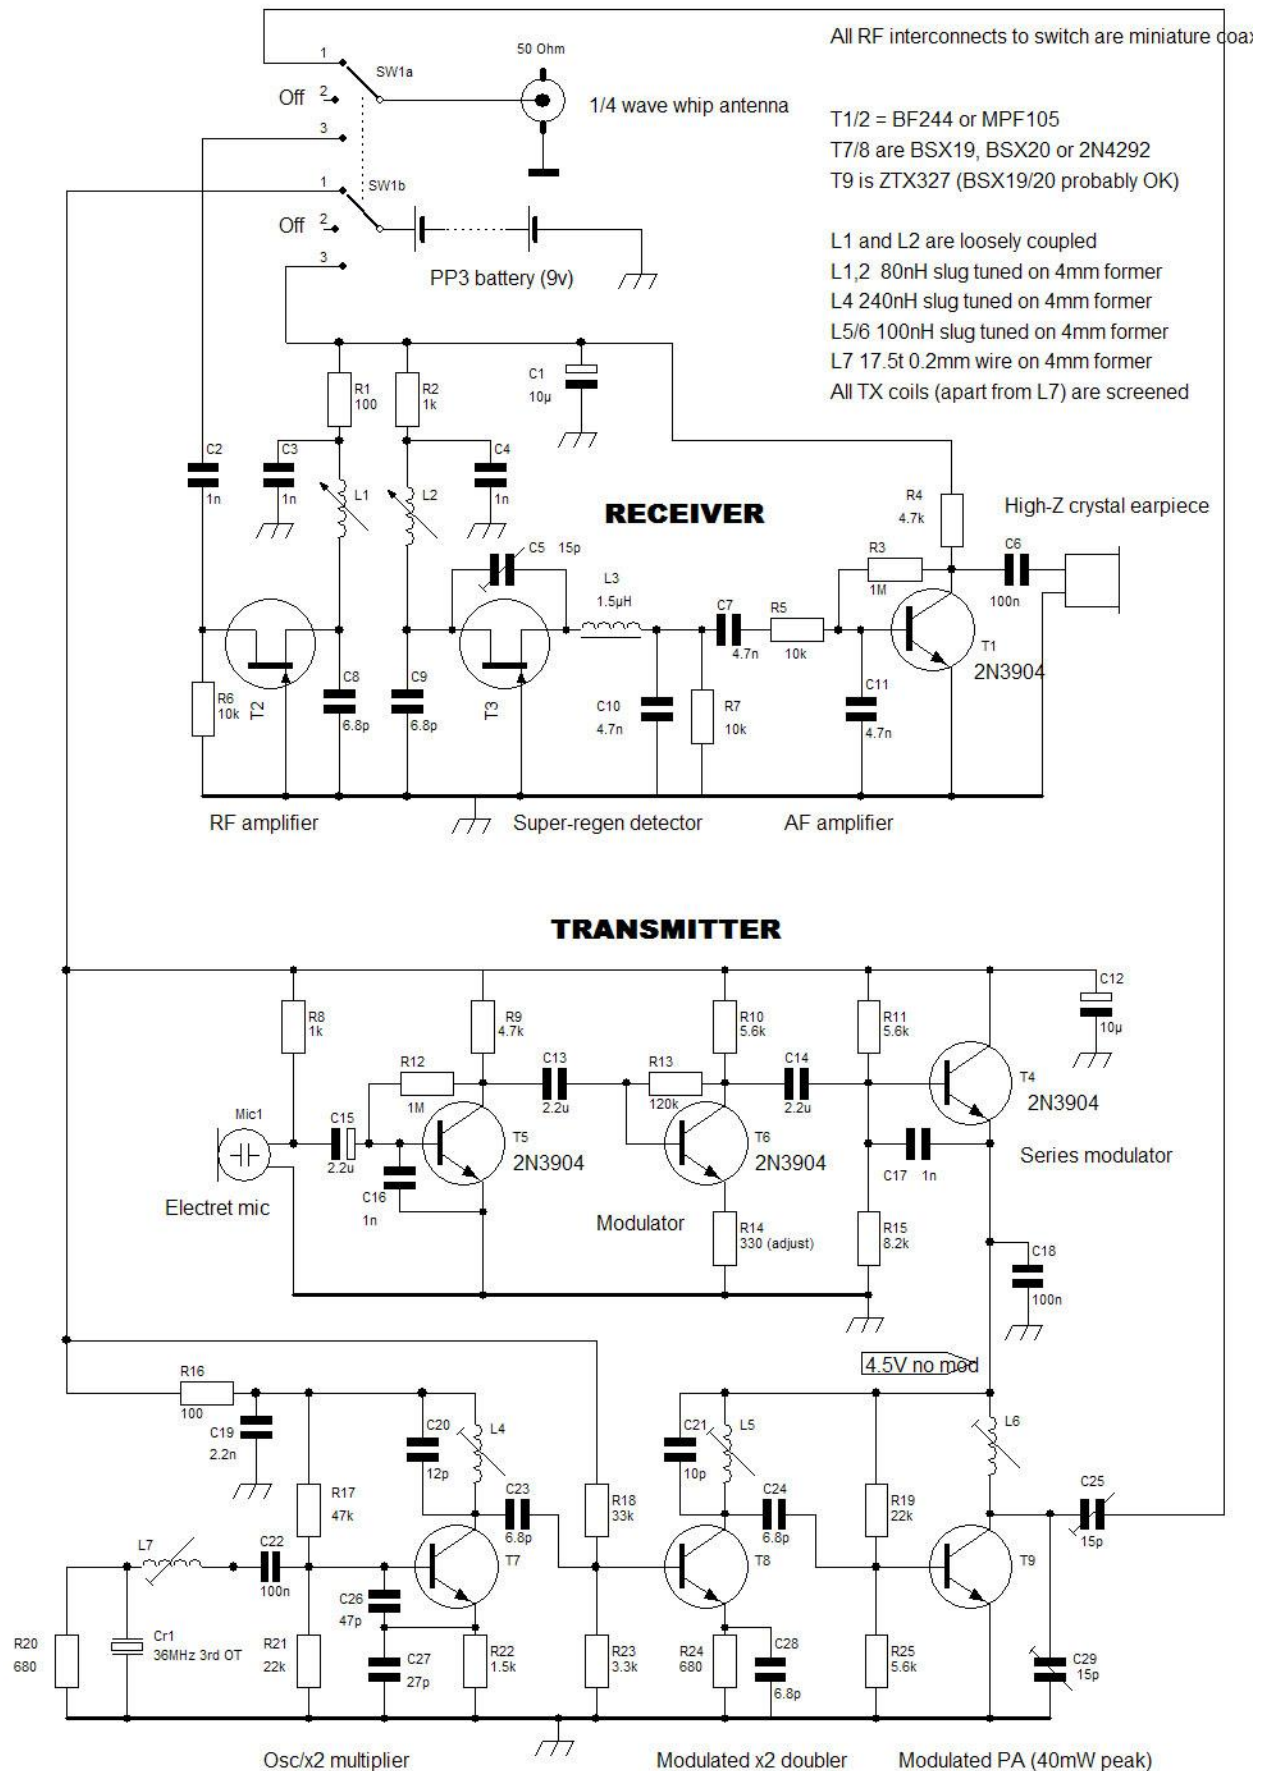 All RF interconnects to switch are miniature coax
1
SW1a
50 Ohm
Off 2
1/4 wave whip antenna
3
T1/2 = BF244 or MPF105
T7/8 are BSX19, BSX20 or 2N4292
T9 is ZTX327 (BSX19/20 probably OK)
1
SW1b
Off 2
3
PP3 battery (9v)
L1 and L2 are loosely coupled
L1,2 80nH slug tuned on 4mm former
L4 240nH slug tuned on 4mm former
L5/6 100nH slug tuned on 4mm former
L7 17.5t 0.2mm wire on 4mm former
All TX coils (apart from L7) are screened
R1
100
R2
1k
C1
10µ
C2
1n
C3
1n
L1
L2
C4
1n
RECEIVER
R4
4.7k
High-Z crystal earpiece
C5 15p
L3
1.5µH
R3
1M
C6
100n
C7
4.7n
R5
10k
T1
2N3904
R6
10k
T2
C8
6.8p
C9
6.8p
T3
C10
4.7n
R7
10k
C11
4.7n
RF amplifier
Super-regen detector
AF amplifier
TRANSMITTER
R8
1k
R9
4.7k
R10
5.6k
R11
5.6k
C12
10µ
R12
1M
C13
2.2u
R13
120k
C14
2.2u
T4
2N3904
Mic1
C15
2.2u
T5
2N3904
T6
2N3904
C17 1n
Series modulator
Electret mic
C16
1n
Modulator
R14
330 (adjust)
R15
8.2k
C18
100n
4.5V no mod
R16
100
C19
2.2n
C20
12p
L4
C21
10p
L5
L6
R17
47k
C23
6.8p
R18
33k
C24
6.8p
R19
22k
C25
15p
L7
C22
100n
T7
T8
T9
C26
47p
R20
680
Cr1
36MHz 3rd OT
R21
22k
C27
27p
R22
1.5k
R23
3.3k
R24
680
C28
6.8p
R25
5.6k
C29
15p
Osc/x2 multiplier
Modulated x2 doubler
Modulated PA (40mW peak)